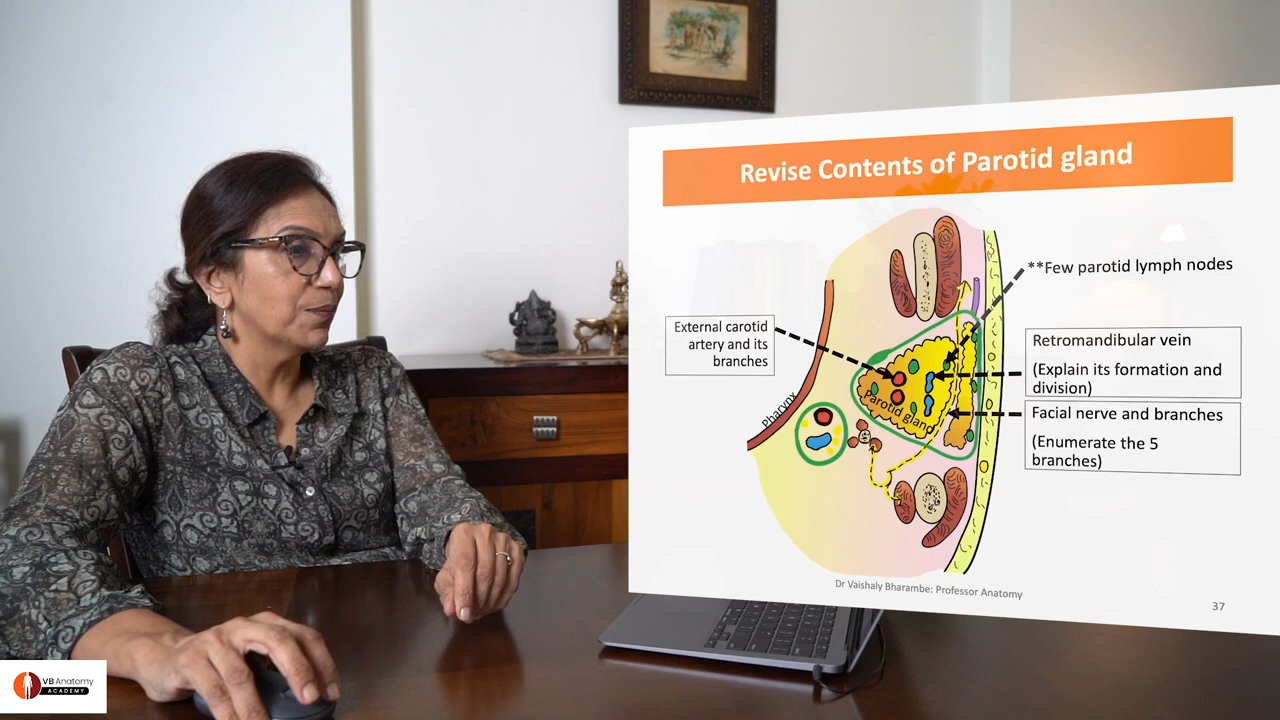 Revise Contents of Parotid gland
**Few parotid lymph nodes
External carotid
artery and its
branches
Retromandibular vein
(Explain its formation and
division)
Facial nerve and branches
(Enumerate the 5
branches)
Pharynx
Parotid gland
Dr Vaishaly Bharambe: Professor Anatomy
37
VB Anatomy
ACADEMY